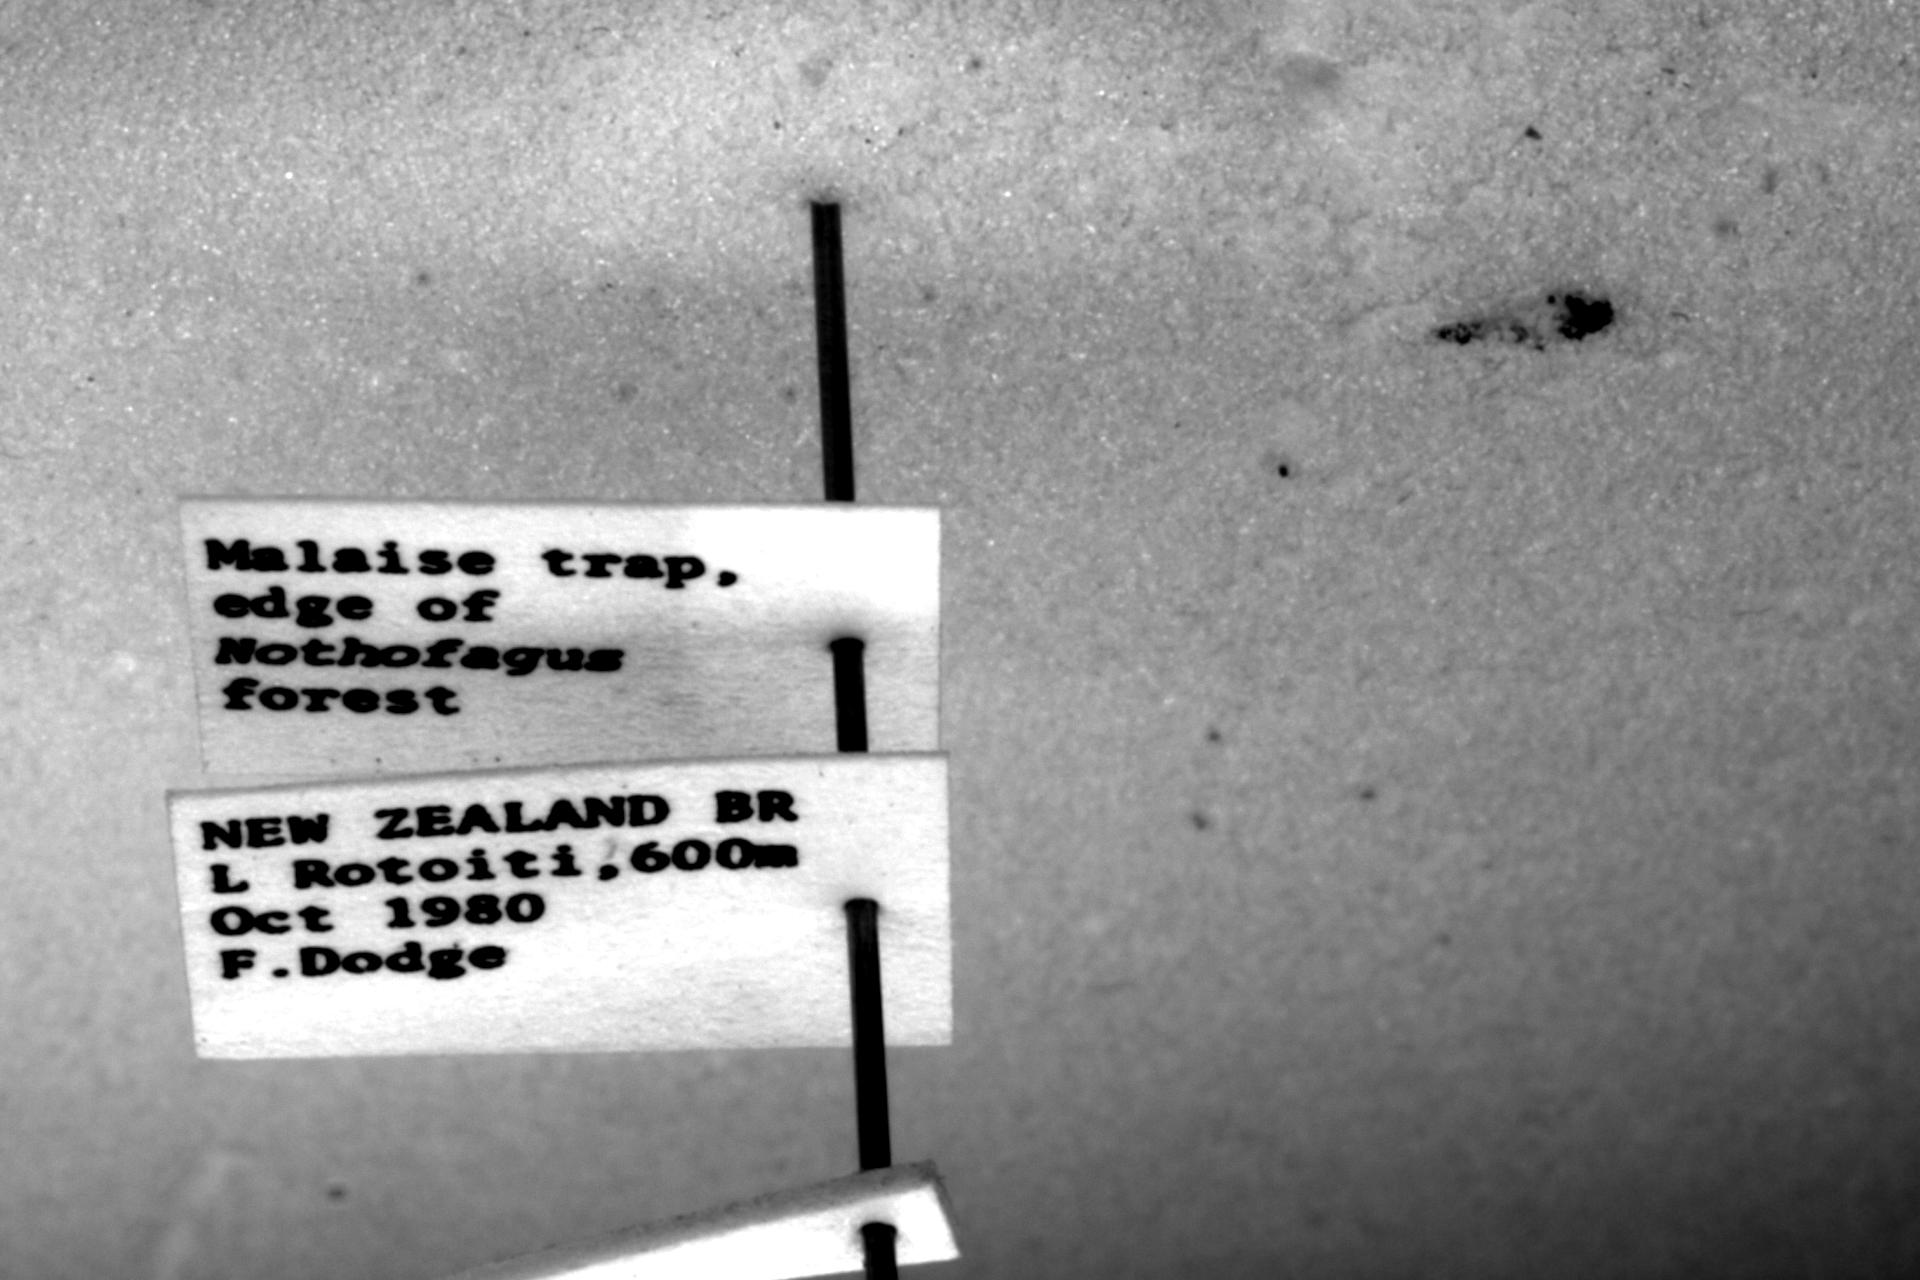 Malaise trap,
edge of
Nothofagus
forest
NEW ZEALAND BR
L Rotoiti,600m
Oct 1980
F.Dodge